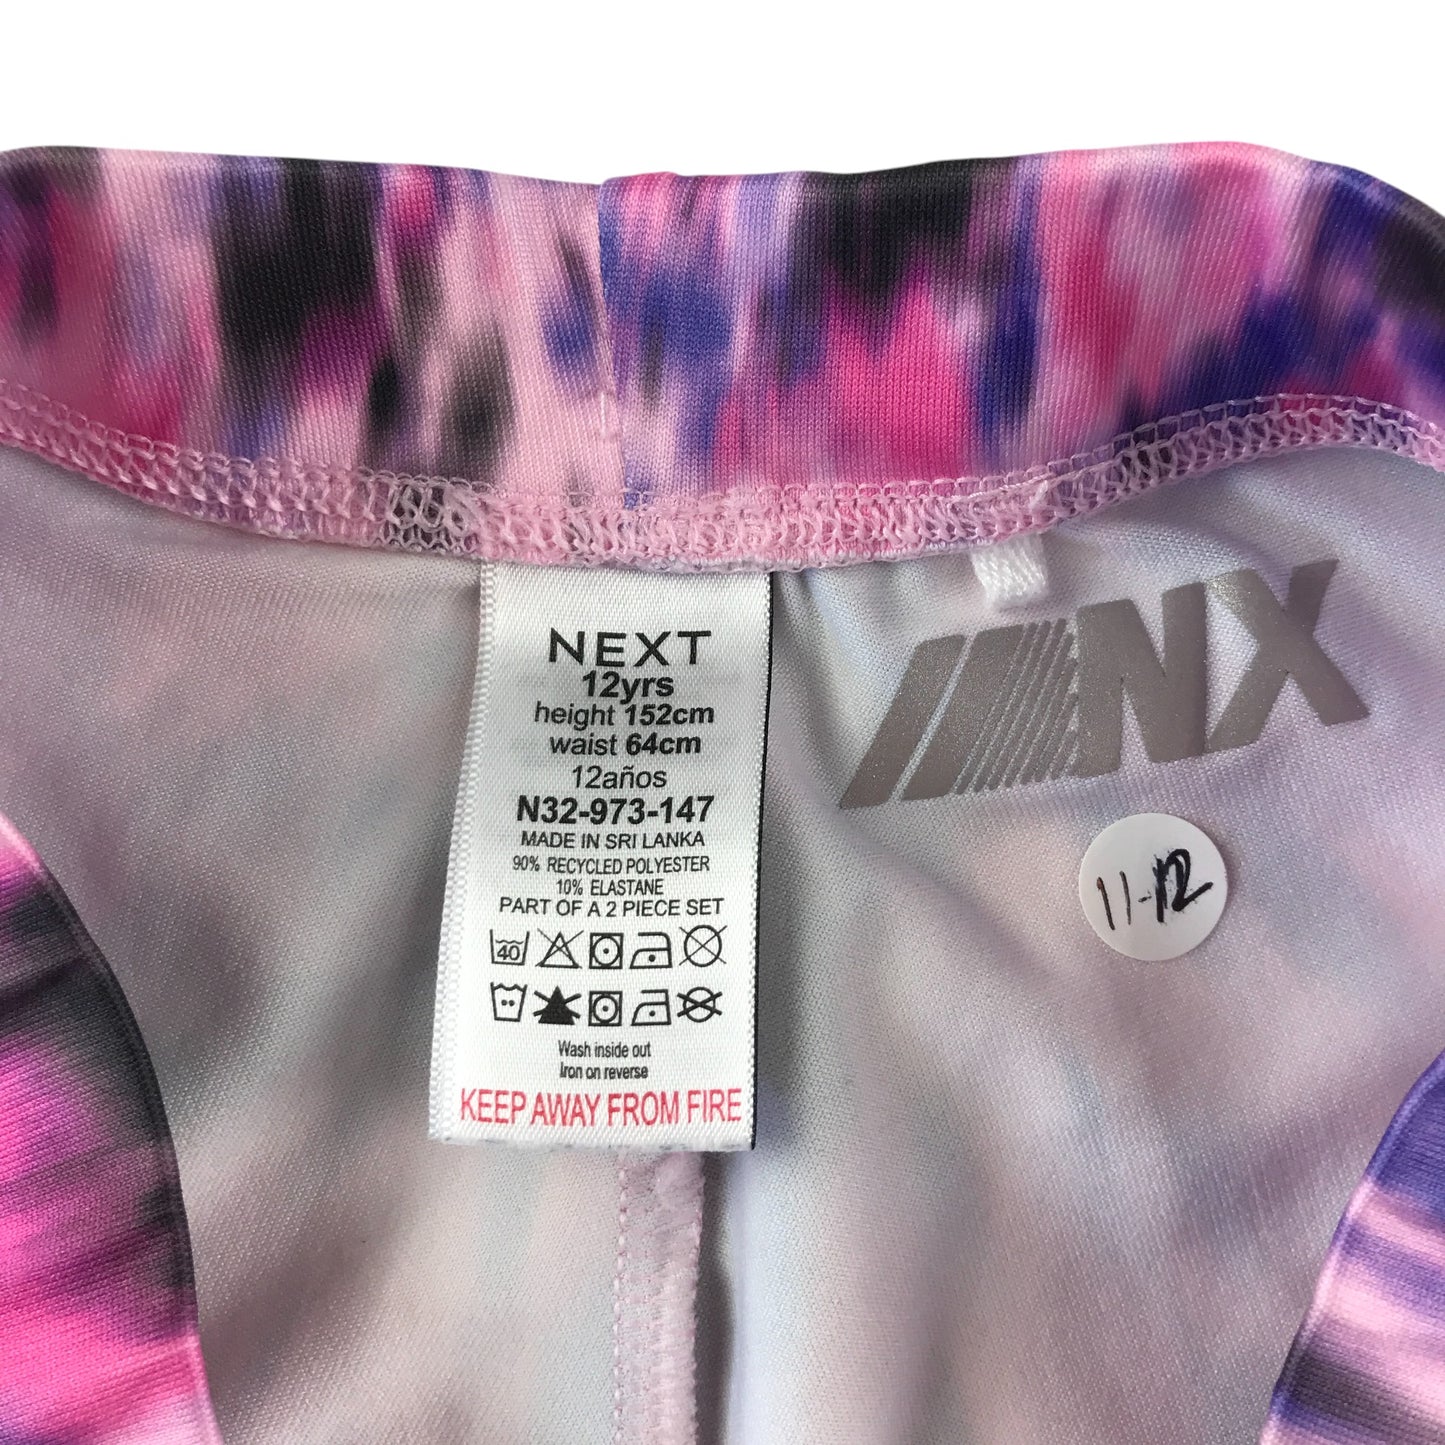 NEXT
12yrs
height 152cm
waist 64cm
12años
N32-973-147
MADE IN SRI LANKA
90% RECYCLED POLYESTER
10% ELASTANE
PART OF A 2 PIECE SET
40
Wash inside out
Iron on reverse
KEEP AWAY FROM FIRE
NX
11-12